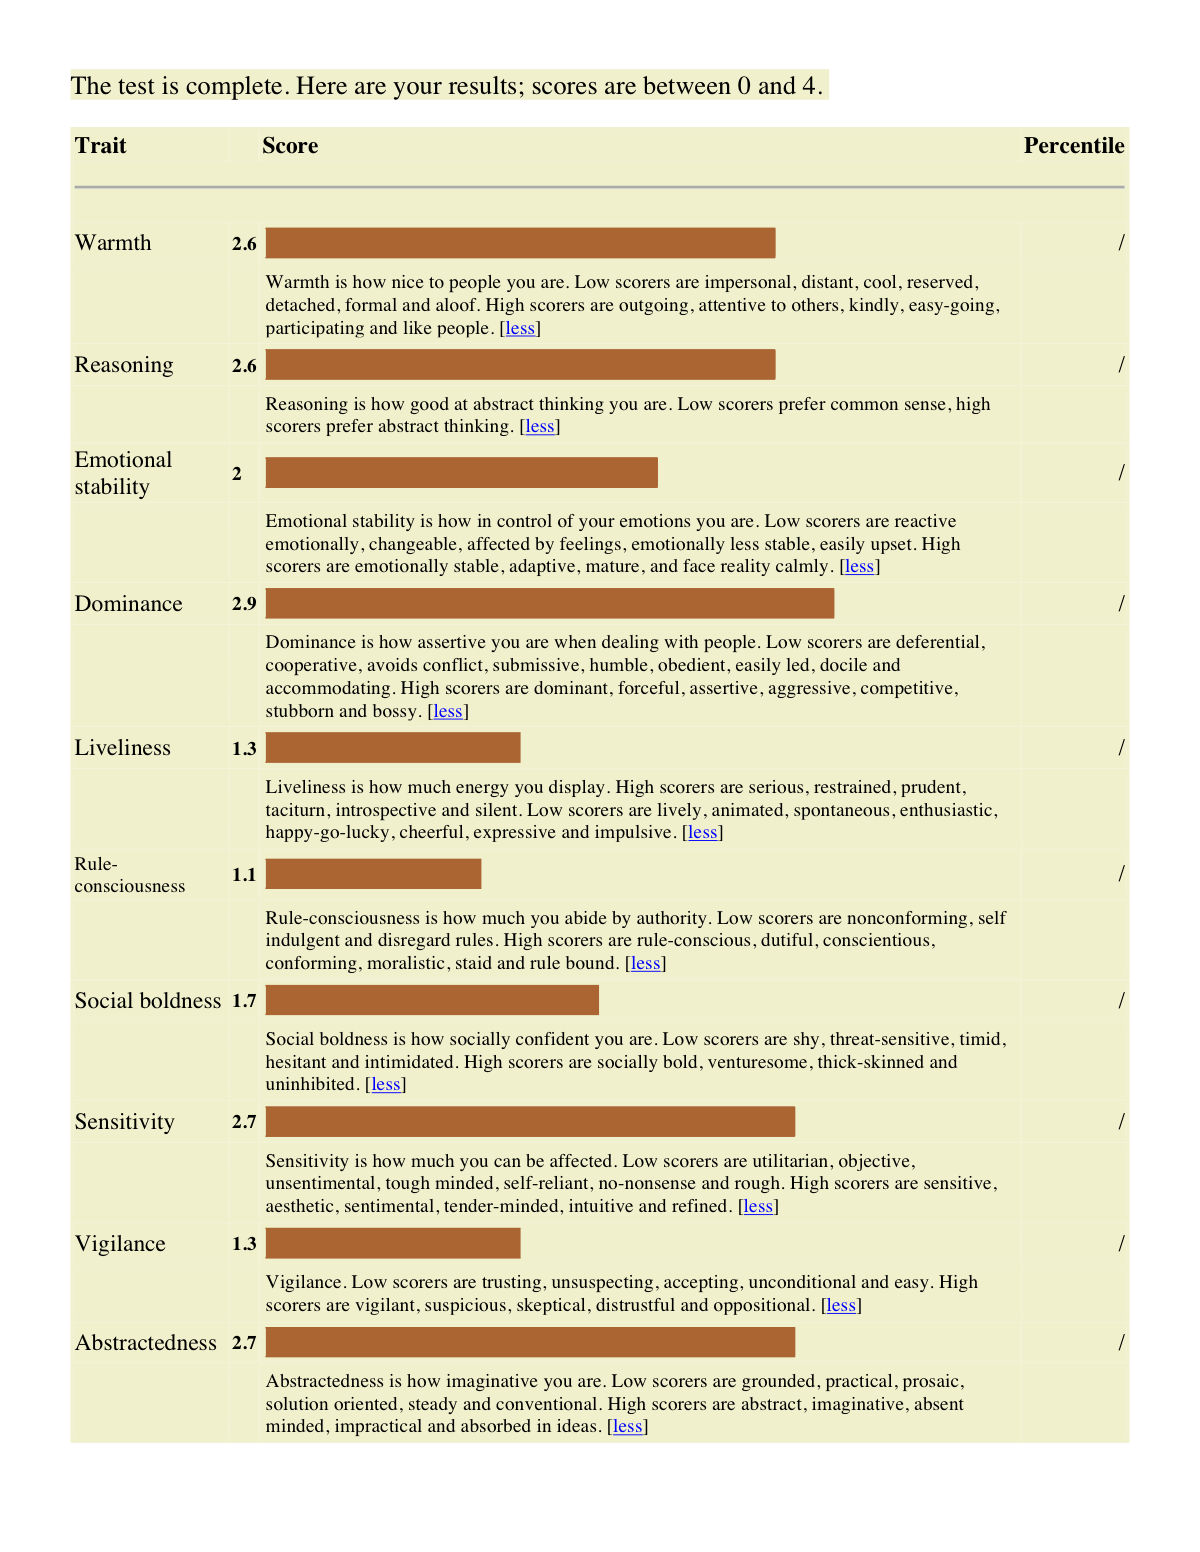 The test is complete. Here are your results; scores are between 0 and 4.
Trait Score Percentile
Warmth 2.6 /
Warmth is how nice to people you are. Low scorers are impersonal, distant, cool, reserved,
detached, formal and aloof. High scorers are outgoing, attentive to others, kindly, easy-going,
participating and like people. [less]
Reasoning 2.6 /
Reasoning is how good at abstract thinking you are. Low scorers prefer common sense, high
scorers prefer abstract thinking. [less]
Emotional
stability 2 /
Emotional stability is how in control of your emotions you are. Low scorers are reactive
emotionally, changeable, affected by feelings, emotionally less stable, easily upset. High
scorers are emotionally stable, adaptive, mature, and face reality calmly. [less]
Dominance 2.9 /
Dominance is how assertive you are when dealing with people. Low scorers are deferential,
cooperative, avoids conflict, submissive, humble, obedient, easily led, docile and
accommodating. High scorers are dominant, forceful, assertive, aggressive, competitive,
stubborn and bossy. [less]
Liveliness 1.3 /
Liveliness is how much energy you display. High scorers are serious, restrained, prudent,
taciturn, introspective and silent. Low scorers are lively, animated, spontaneous, enthusiastic,
happy-go-lucky, cheerful, expressive and impulsive. [less]
Rule-
consciousness 1.1 /
Rule-consciousness is how much you abide by authority. Low scorers are nonconforming, self
indulgent and disregard rules. High scorers are rule-conscious, dutiful, conscientious,
conforming, moralistic, staid and rule bound. [less]
Social boldness 1.7 /
Social boldness is how socially confident you are. Low scorers are shy, threat-sensitive, timid,
hesitant and intimidated. High scorers are socially bold, venturesome, thick-skinned and
uninhibited. [less]
Sensitivity 2.7 /
Sensitivity is how much you can be affected. Low scorers are utilitarian, objective,
unsentimental, tough minded, self-reliant, no-nonsense and rough. High scorers are sensitive,
aesthetic, sentimental, tender-minded, intuitive and refined. [less]
Vigilance 1.3 /
Vigilance. Low scorers are trusting, unsuspecting, accepting, unconditional and easy. High
scorers are vigilant, suspicious, skeptical, distrustful and oppositional. [less]
Abstractedness 2.7 /
Abstractedness is how imaginative you are. Low scorers are grounded, practical, prosaic,
solution oriented, steady and conventional. High scorers are abstract, imaginative, absent
minded, impractical and absorbed in ideas. [less]